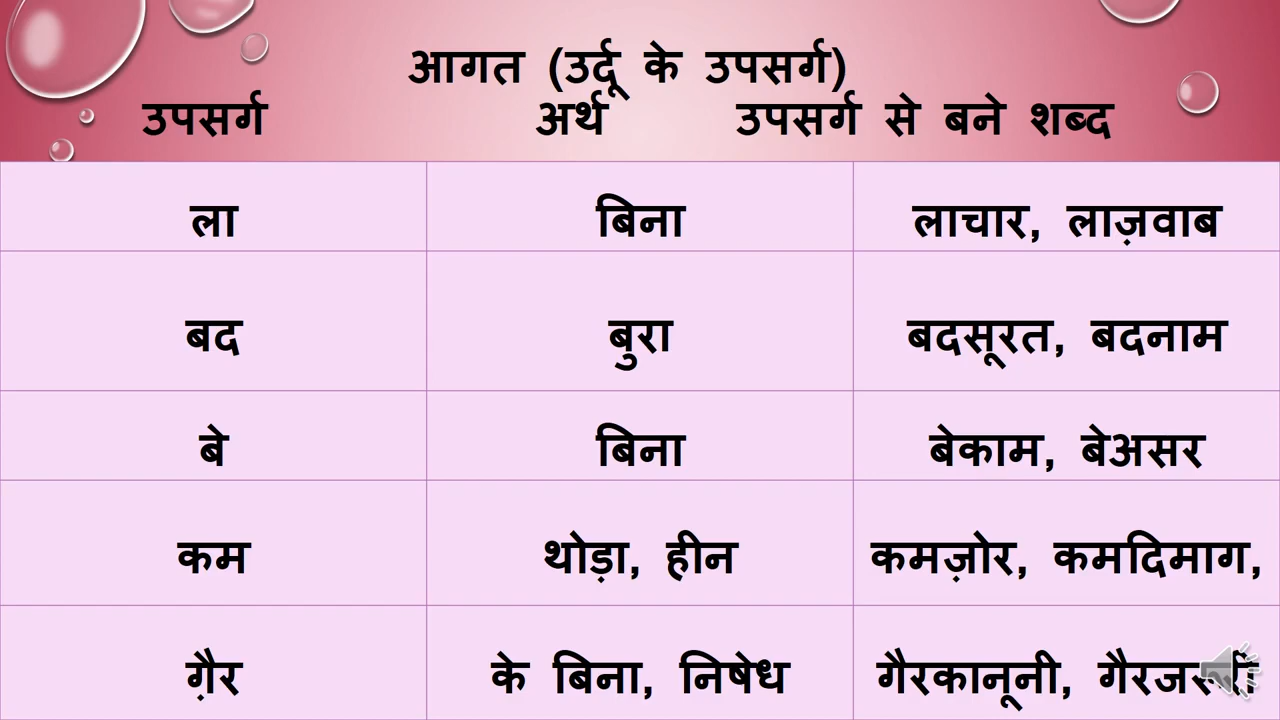 आगत (उर्दू के उपसर्ग)
उपसर्ग अर्थ उपसर्ग से बने शब्द
ला बिना लाचार, लाज़वाब
बद बुरा बदसूरत, बदनाम
बे बिना बेकाम, बेअसर
कम थोड़ा, हीन कमज़ोर, कमदिमाग,
ग़ैर के बिना, निषेध गैरकानूनी,